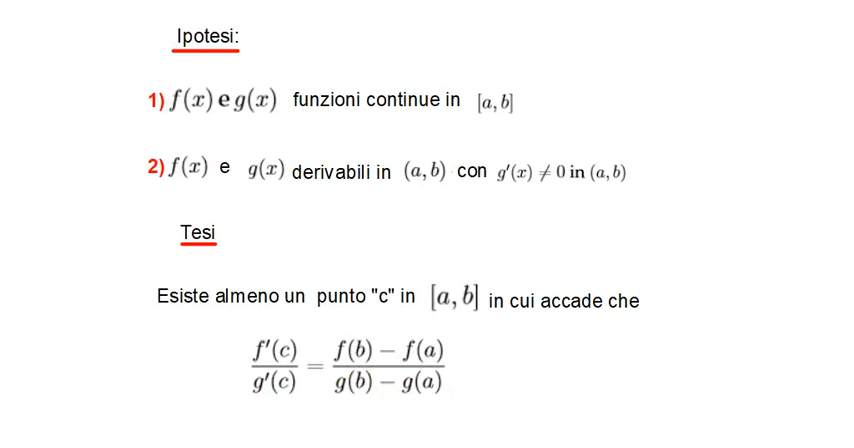 Ipotesi:
1) f(x) e g(x) funzioni continue in [a, b]
2) f(x) e g(x) derivabili in (a, b) con g′(x) ≠ 0 in (a, b)
Tesi
Esiste almeno un punto "c" in [a, b] in cui accade che
f′(c)/g′(c) = f(b) − f(a)/g(b) − g(a)